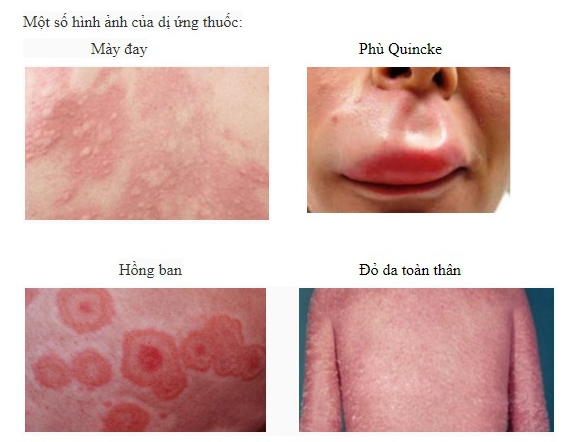 Một số hình ảnh của dị ứng thuốc:
Mày đay
Phù Quincke
Hồng ban
Đỏ da toàn thân